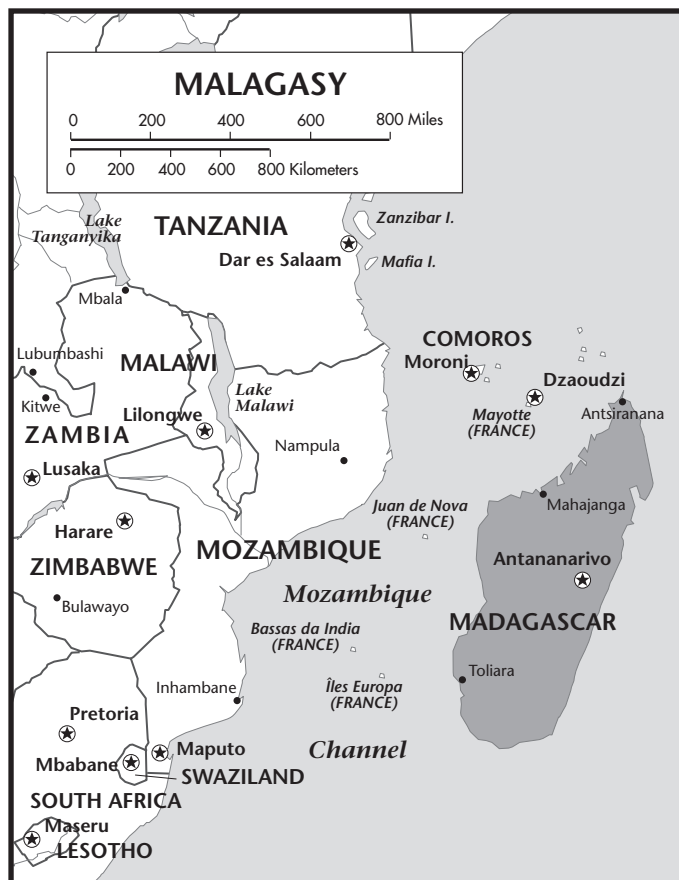 MALAGASY
0 200 400 600 800 Miles
0 200 400 600 800 Kilometers
Lake
Tanganyika
TANZANIA
Zanzibar I.
Dar es Salaam
Mafia I.
Mbala
COMOROS
Lubumbashi
MALAWI
Moroni
Dzaoudzi
Kitwe
Lake
Malawi
Lilongwe
Mayotte
(FRANCE)
Antsiranana
ZAMBIA
Nampula
Lusaka
Juan de Nova
(FRANCE)
Mahajanga
Harare
MOZAMBIQUE
Antananarivo
ZIMBABWE
Mozambique
Bulawayo
MADAGASCAR
Bassas da India
(FRANCE)
Toliara
Inhambane
Îles Europa
(FRANCE)
Pretoria
Channel
Maputo
Mbabane
SWAZILAND
SOUTH AFRICA
Maseru
LESOTHO